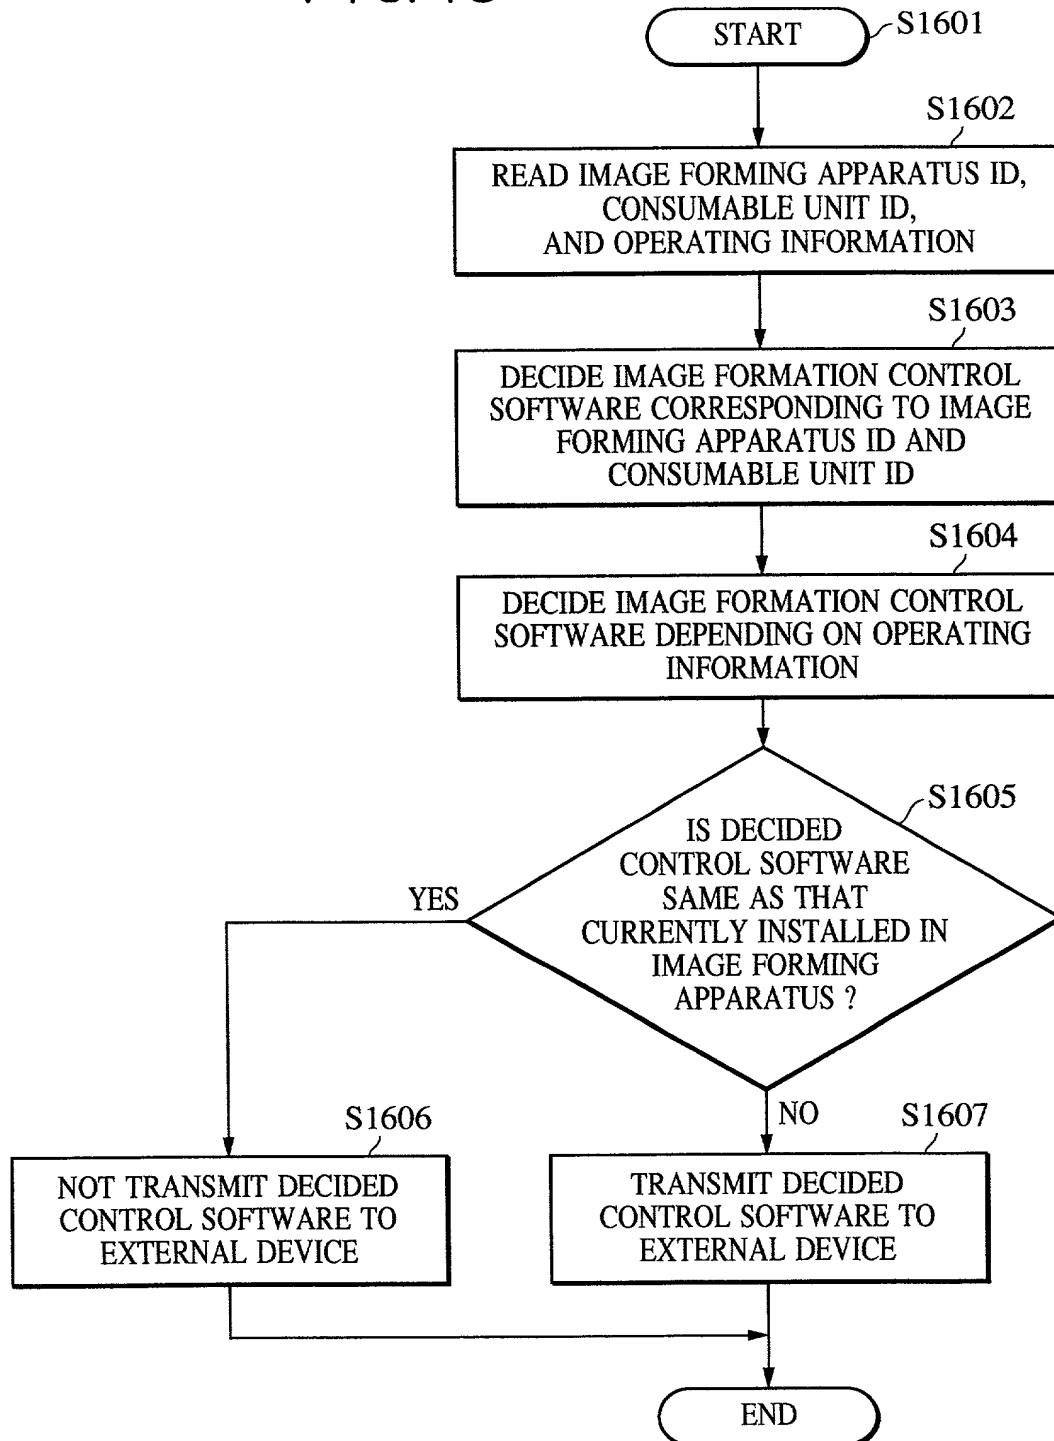 START
S1601
S1602
READ IMAGE FORMING APPARATUS ID,
CONSUMABLE UNIT ID,
AND OPERATING INFORMATION
S1603
DECIDE IMAGE FORMATION CONTROL
SOFTWARE CORRESPONDING TO IMAGE
FORMING APPARATUS ID AND
CONSUMABLE UNIT ID
S1604
DECIDE IMAGE FORMATION CONTROL
SOFTWARE DEPENDING ON OPERATING
INFORMATION
S1605
IS DECIDED
CONTROL SOFTWARE
SAME AS THAT
CURRENTLY INSTALLED IN
IMAGE FORMING
APPARATUS ?
YES
NO
S1606
NOT TRANSMIT DECIDED
CONTROL SOFTWARE TO
EXTERNAL DEVICE
S1607
TRANSMIT DECIDED
CONTROL SOFTWARE TO
EXTERNAL DEVICE
END